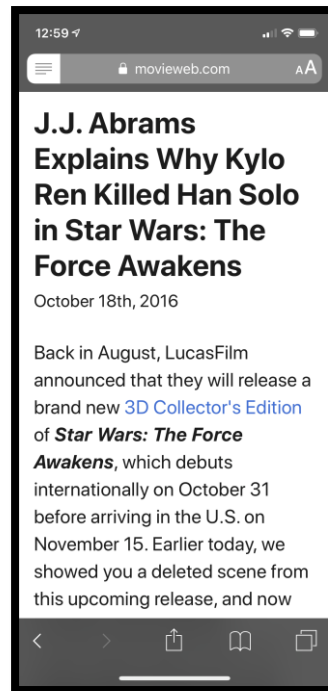 12:59
movieweb.com
AA
J.J. Abrams
Explains Why Kylo
Ren Killed Han Solo
in Star Wars: The
Force Awakens
October 18th, 2016
Back in August, LucasFilm
announced that they will release a
brand new 3D Collector's Edition
of Star Wars: The Force
Awakens, which debuts
internationally on October 31
before arriving in the U.S. on
November 15. Earlier today, we
showed you a deleted scene from
this upcoming release, and now